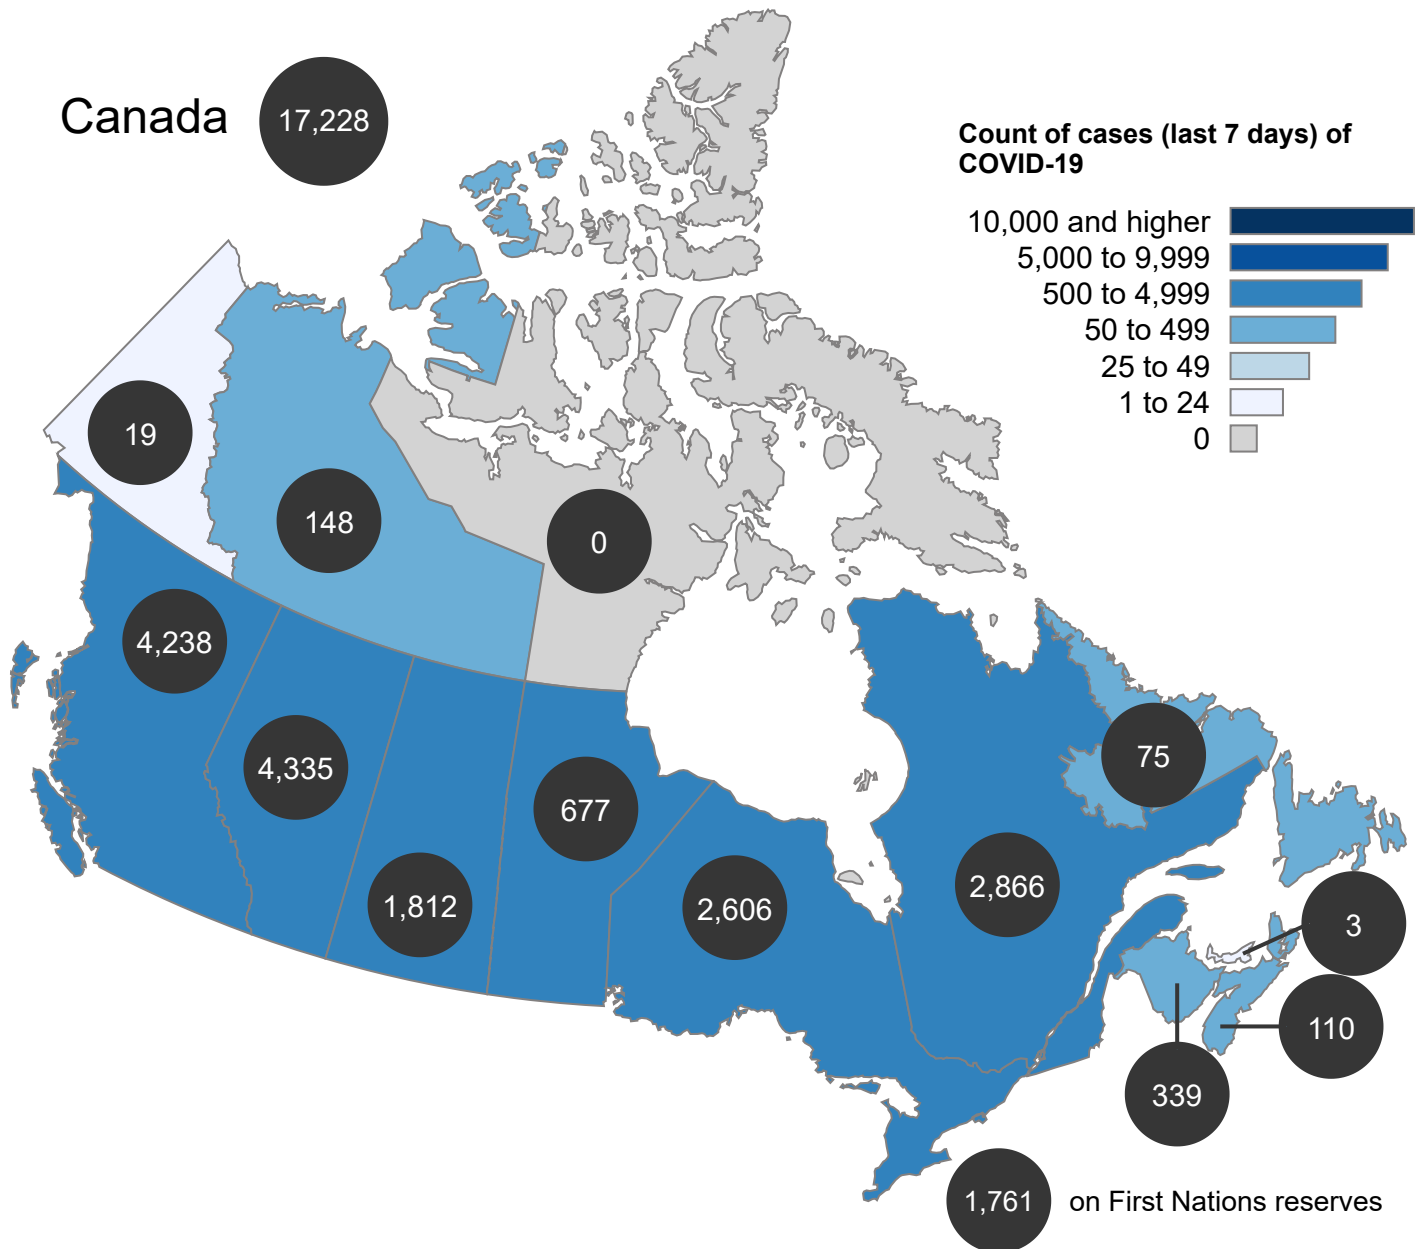 Canada
17,228
Count of cases (last 7 days) of
COVID-19
10,000 and higher
5,000 to 9,999
500 to 4,999
50 to 499
25 to 49
1 to 24
0
19
148
0
4,238
4,335
1,812
677
2,606
2,866
75
3
110
339
1,761
on First Nations reserves